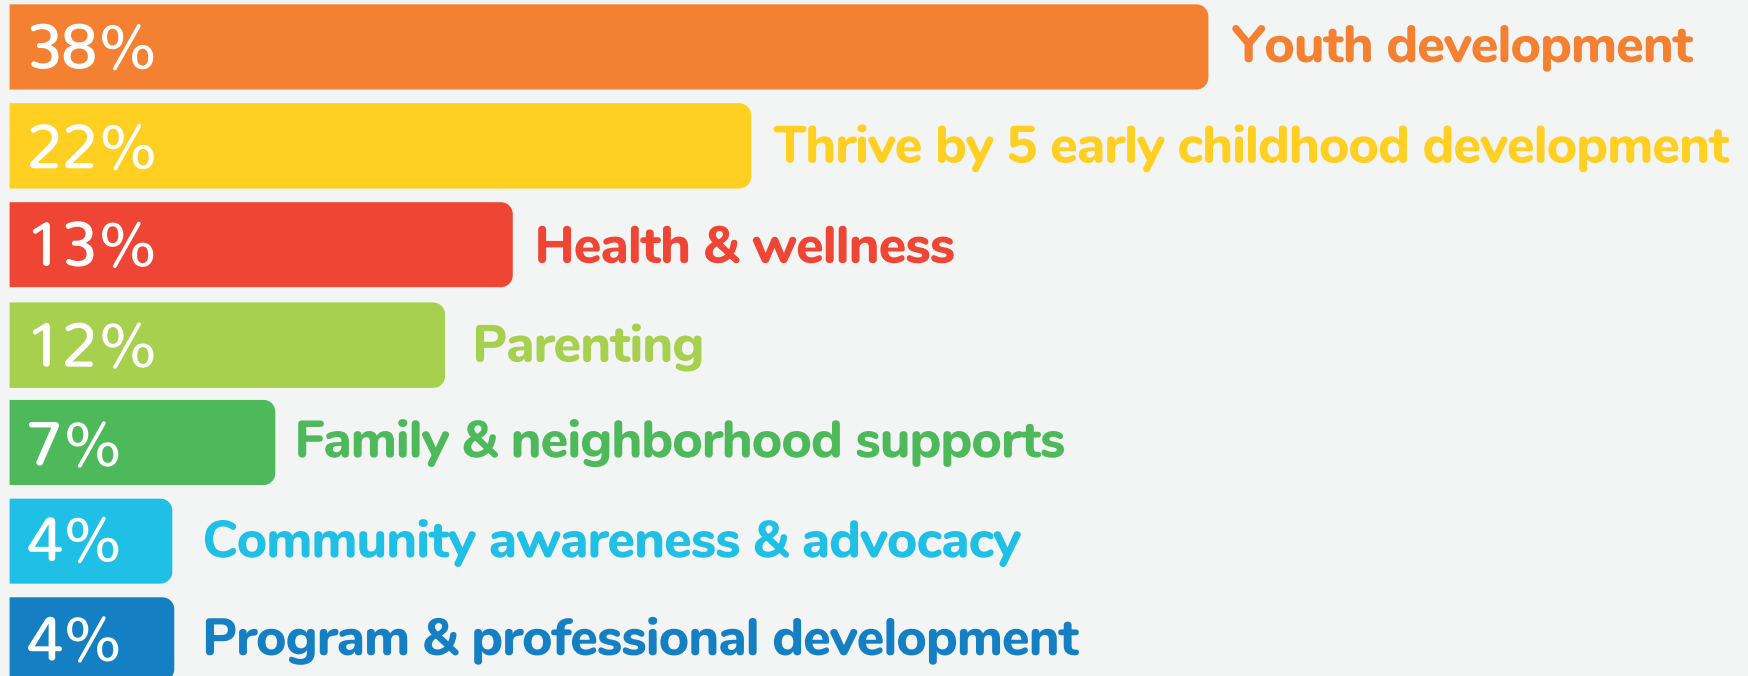 38% Youth development
22% Thrive by 5 early childhood development
13% Health & wellness
12% Parenting
7% Family & neighborhood supports
4% Community awareness & advocacy
4% Program & professional development